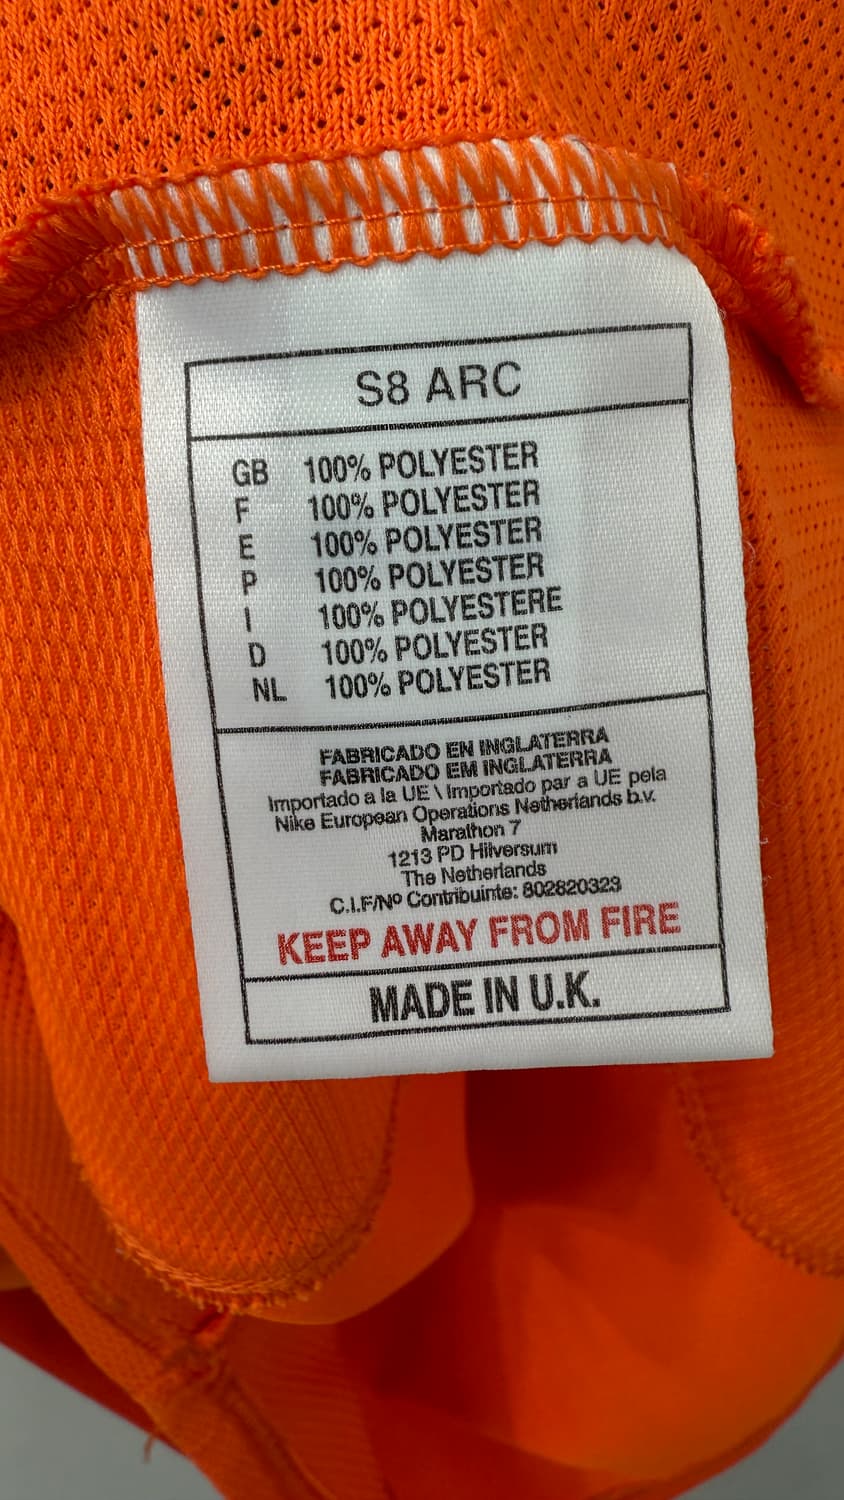 S8 ARC
GB 100% POLYESTER
F 100% POLYESTER
E 100% POLYESTER
P 100% POLYESTER
I 100% POLYESTERE
D 100% POLYESTER
NL 100% POLYESTER
FABRICADO EN INGLATERRA
FABRICADO EM INGLATERRA
Importado a la UE \ Importado par a UE pela
Nike European Operations Netherlands b.v.
Marathon 7
1213 PD Hilversum
The Netherlands
C.I.F/Nº Contribuinte: 802820323
KEEP AWAY FROM FIRE
MADE IN U.K.